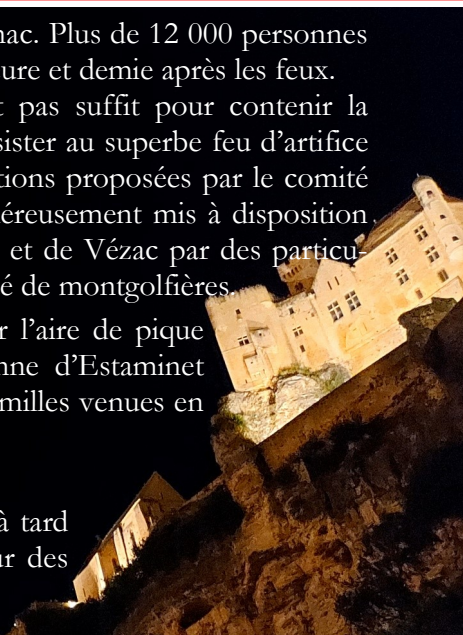 nac. Plus de 12 000 personnes
ure et demie après les feux.
t pas suffit pour contenir la
sister au superbe feu d’artifice
tions proposées par le comité
éreusement mis à disposition
et de Vézac par des particu-
é de montgolfières.
r l’aire de pique
nne d’Estaminet
milles venues en
à tard
ur des